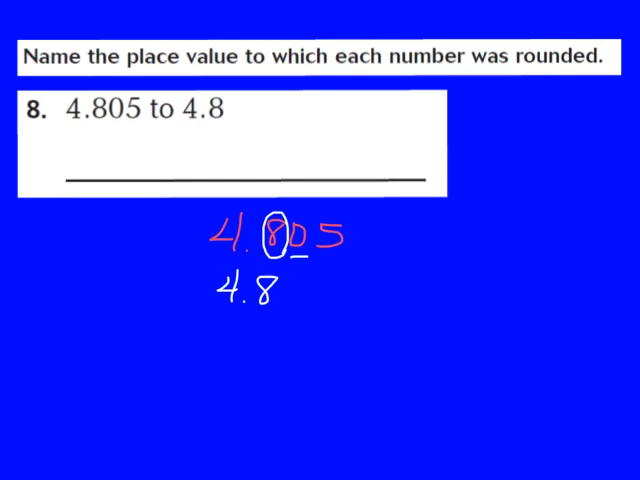 Name the place value to which each number was rounded.
8. 4.805 to 4.8
4.805
4.8